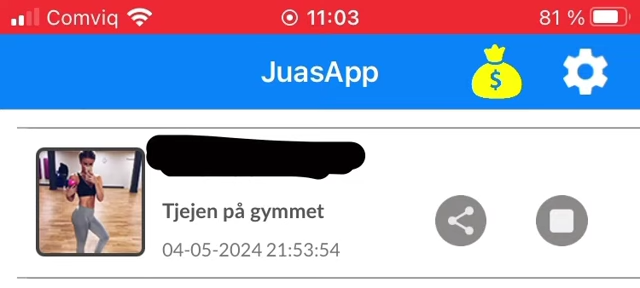 Comviq 11:03 81 %
JuasApp
$
Tjejen på gymmet
04-05-2024 21:53:54